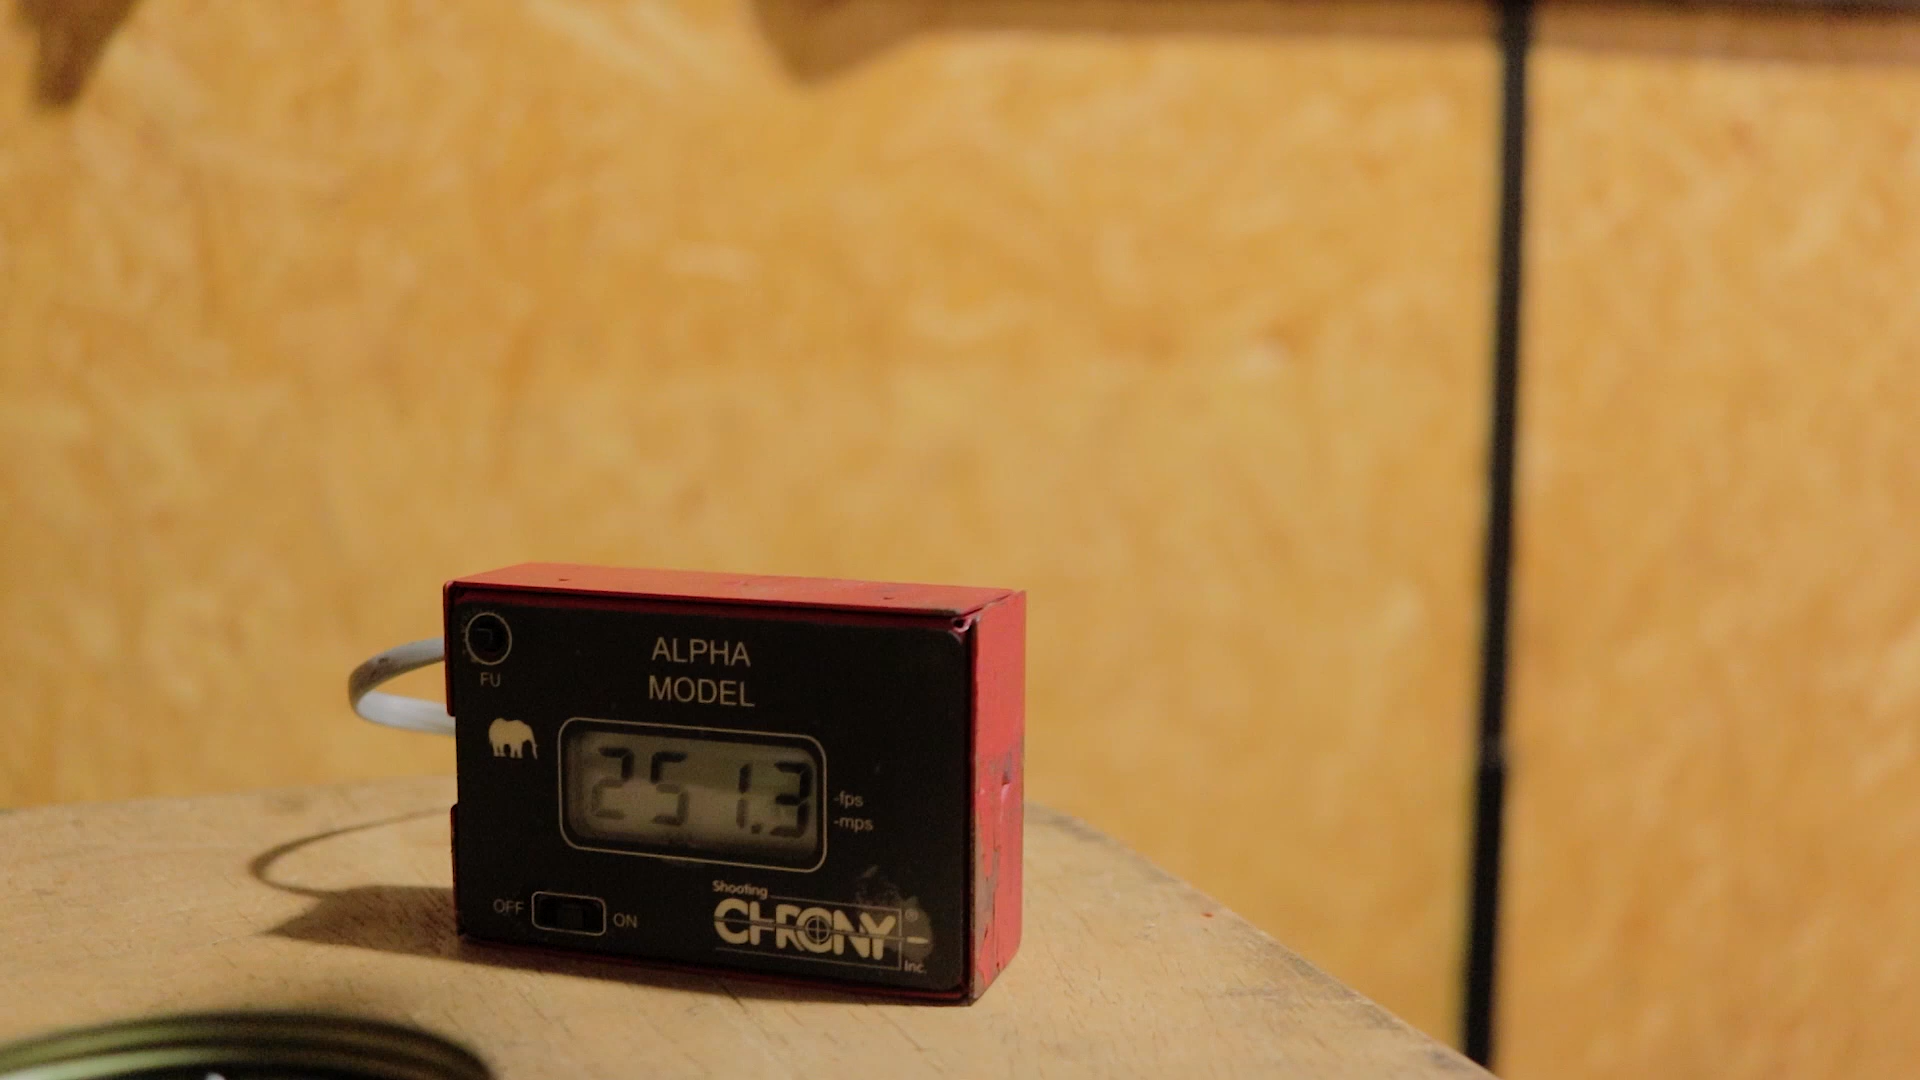 FU
ALPHA
MODEL
251.3
-fps
-mps
OFF
ON
Shooting
CHRONY®
Inc.